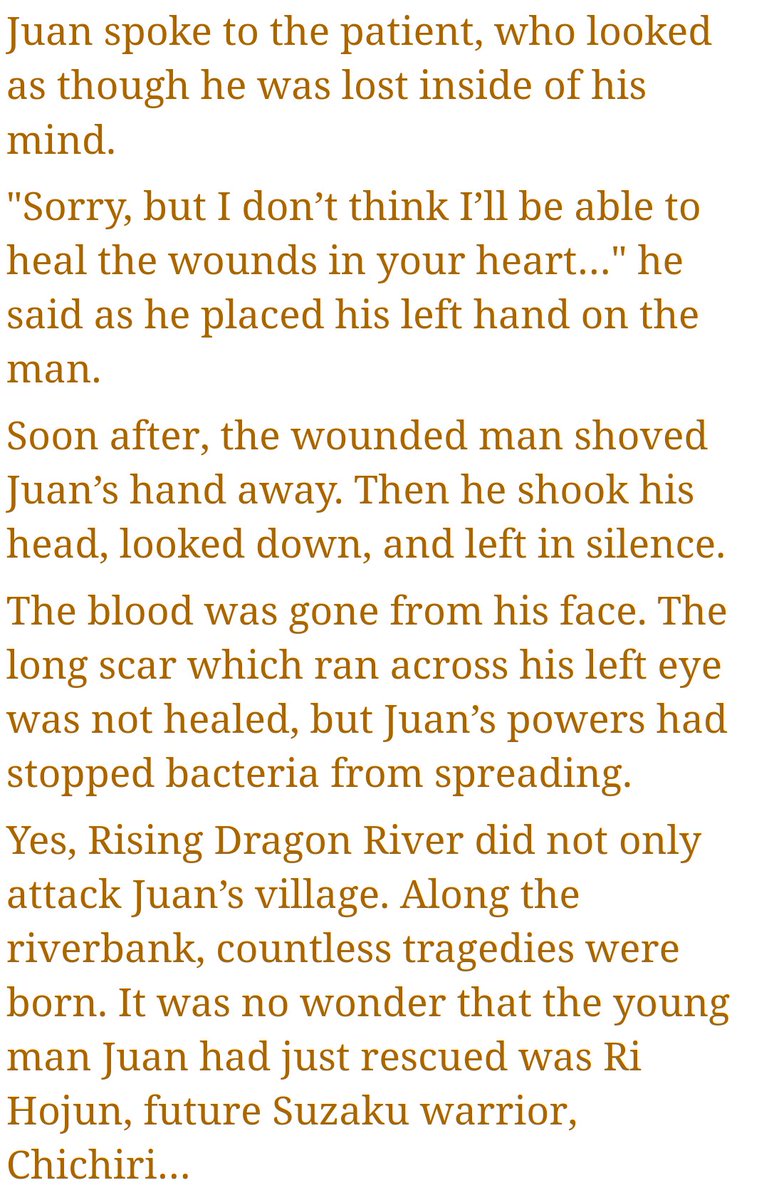 Juan spoke to the patient, who looked
as though he was lost inside of his
mind.
"Sorry, but I don’t think I’ll be able to
heal the wounds in your heart…" he
said as he placed his left hand on the
man.
Soon after, the wounded man shoved
Juan’s hand away. Then he shook his
head, looked down, and left in silence.
The blood was gone from his face. The
long scar which ran across his left eye
was not healed, but Juan’s powers had
stopped bacteria from spreading.
Yes, Rising Dragon River did not only
attack Juan’s village. Along the
riverbank, countless tragedies were
born. It was no wonder that the young
man Juan had just rescued was Ri
Hojun, future Suzaku warrior,
Chichiri…